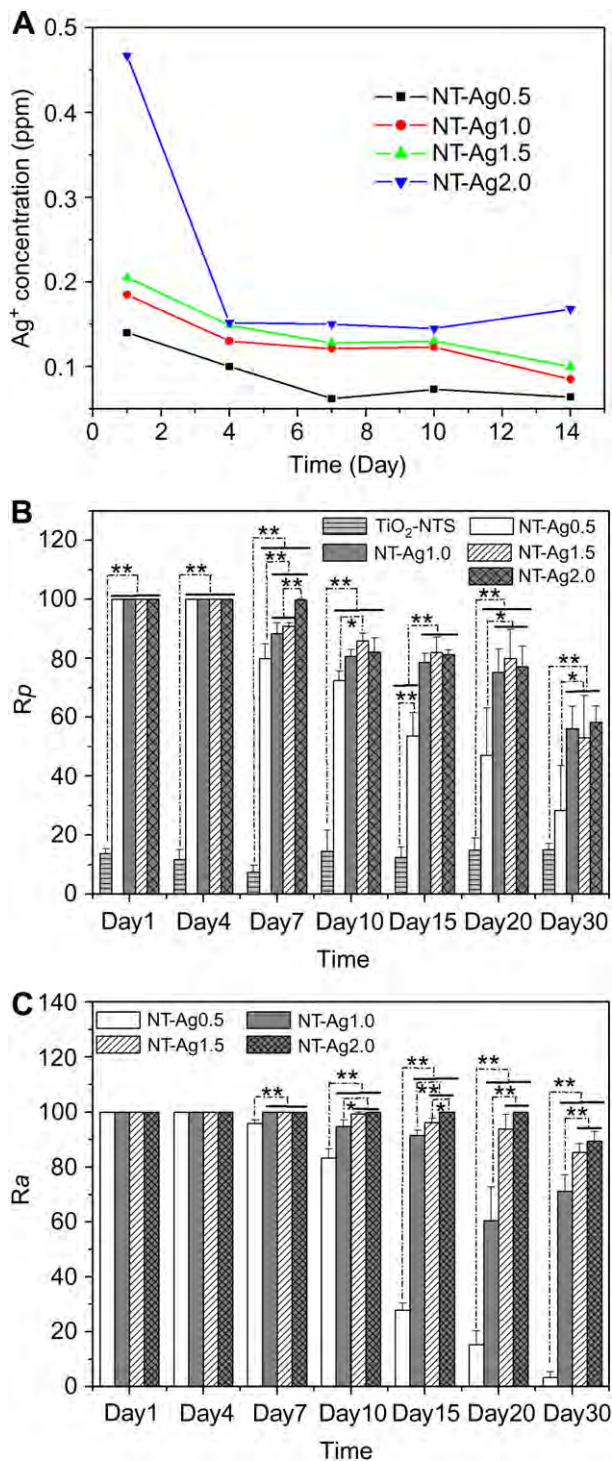 A
0.5
0.4
0.3
0.2
0.1
Ag+ concentration (ppm)
NT-Ag0.5
NT-Ag1.0
NT-Ag1.5
NT-Ag2.0
0 2 4 6 8 10 12 14
Time (Day)
B
120
100
80
60
40
20
0
Rp
TiO2-NTS NT-Ag0.5
NT-Ag1.0 NT-Ag1.5
NT-Ag2.0
** ** ** ** ** ** * ** ** ** * ** *
Day1 Day4 Day7 Day10 Day15 Day20 Day30
Time
C
140
120
100
80
60
40
20
0
Ra
NT-Ag0.5 NT-Ag1.0
NT-Ag1.5 NT-Ag2.0
** ** * ** ** * ** ** ** **
Day1 Day4 Day7 Day10 Day15 Day20 Day30
Time